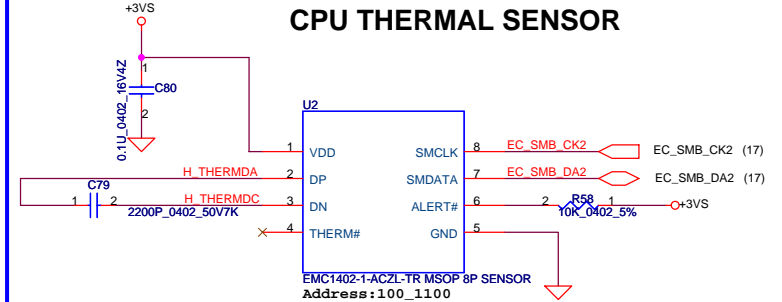 CPU THERMAL SENSOR
+3VS
1
C80
0.1U_0402_16V4Z
2
U2
1 VDD SMCLK 8 EC_SMB_CK2 EC_SMB_CK2 (17)
H_THERMDA 2 DP SMDATA 7 EC_SMB_DA2 EC_SMB_DA2 (17)
C79
1 2 H_THERMDC 3 DN ALERT# 6 2 R58 1 +3VS
2200P_0402_50V7K 10K_0402_5%
4 THERM# GND 5
EMC1402-1-ACZL-TR MSOP 8P SENSOR
Address:100_1100